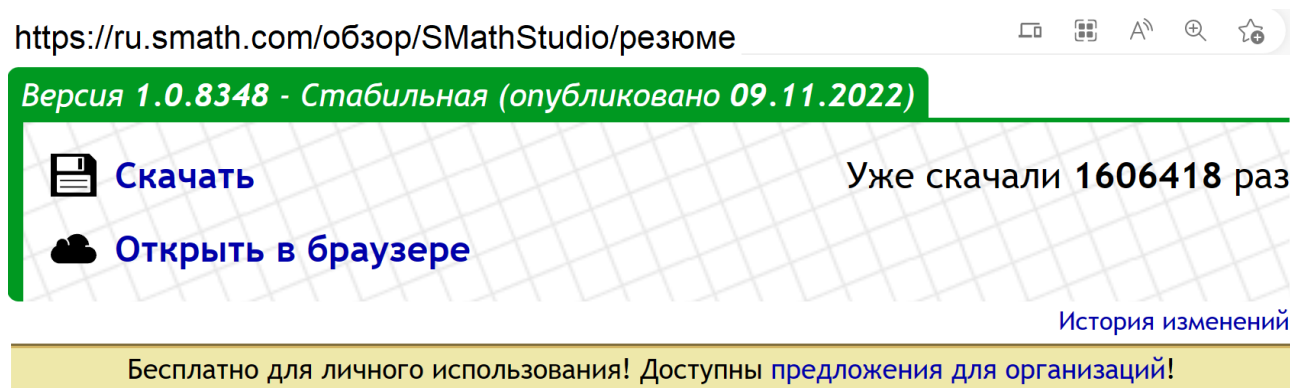 https://ru.smath.com/обзор/SMathStudio/резюме
Версия 1.0.8348 - Стабильная (опубликовано 09.11.2022)
Скачать
Уже скачали 1606418 раз
Открыть в браузере
История изменений
Бесплатно для личного использования! Доступны предложения для организаций!